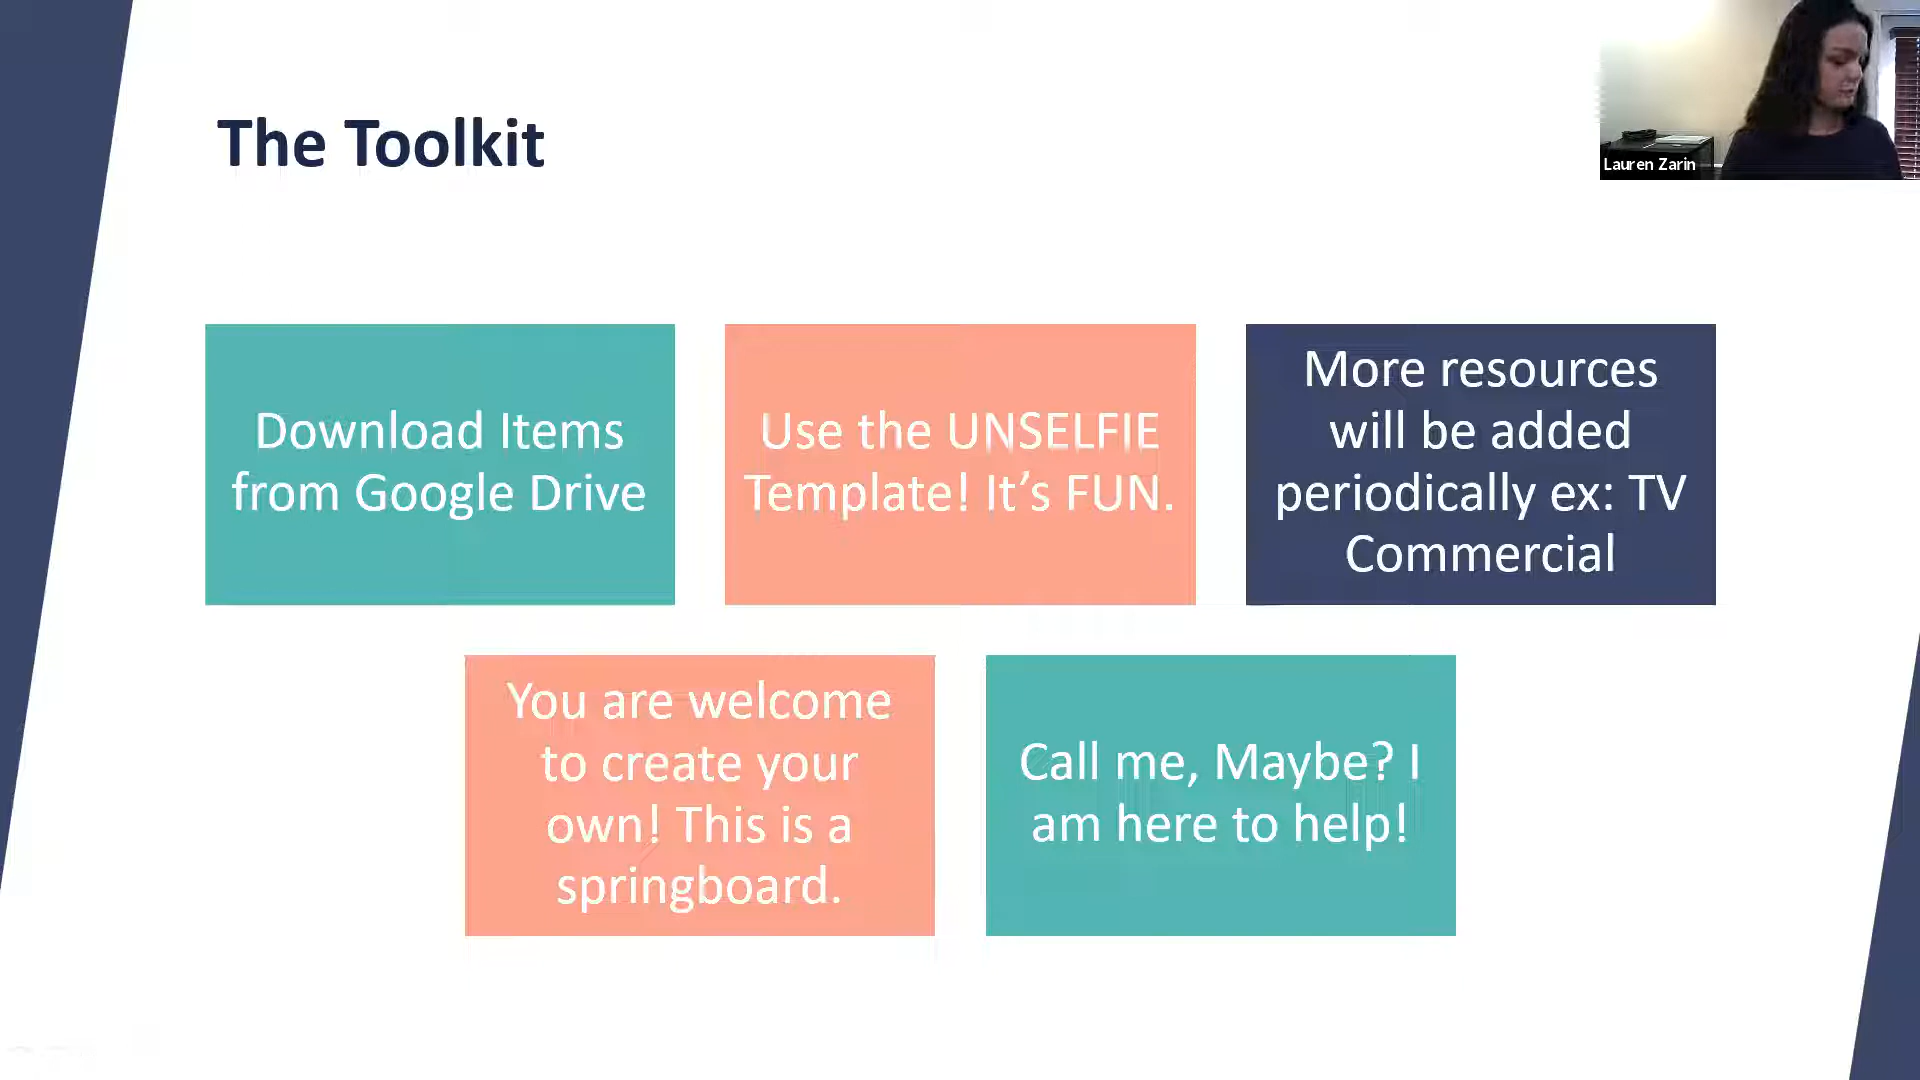 The Toolkit
Lauren Zarin
Download Items
from Google Drive
Use the UNSELFIE
Template! It’s FUN.
More resources
will be added
periodically ex: TV
Commercial
You are welcome
to create your
own! This is a
springboard.
Call me, Maybe? I
am here to help!